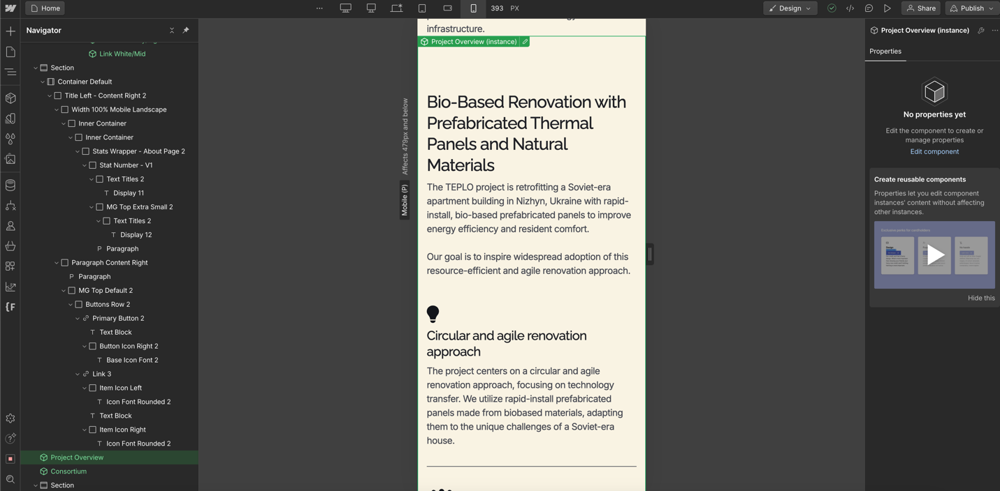 Home
393 PX
Design
Share
Publish
Navigator
Link White/Mid
Section
Container Default
Title Left - Content Right 2
Width 100% Mobile Landscape
Inner Container
Inner Container
Stats Wrapper - About Page 2
Stat Number - V1
Text Titles 2
Display 11
MG Top Extra Small 2
Text Titles 2
Display 12
Paragraph
Paragraph Content Right
Paragraph
MG Top Default 2
Buttons Row 2
Primary Button 2
Text Block
Button Icon Right 2
Base Icon Font 2
Link 3
Item Icon Left
Icon Font Rounded 2
Text Block
Item Icon Right
Icon Font Rounded 2
Project Overview
Consortium
Section
Affects 479px and below
Mobile (P)
infrastructure.
Project Overview (instance)
Bio-Based Renovation with
Prefabricated Thermal
Panels and Natural
Materials
The TEPLO project is retrofitting a Soviet-era
apartment building in Nizhyn, Ukraine with rapid-
install, bio-based prefabricated panels to improve
energy efficiency and resident comfort.
Our goal is to inspire widespread adoption of this
resource-efficient and agile renovation approach.
Circular and agile renovation
approach
The project centers on a circular and agile
renovation approach, focusing on technology
transfer. We utilize rapid-install prefabricated
panels made from biobased materials, adapting
them to the unique challenges of a Soviet-era
house.
Project Overview (instance)
Properties
No properties yet
Edit the component to create or
manage properties
Edit component
Create reusable components
Properties let you edit component
instances' content without affecting
other instances.
Exclusive perks for cardholders
Hide this